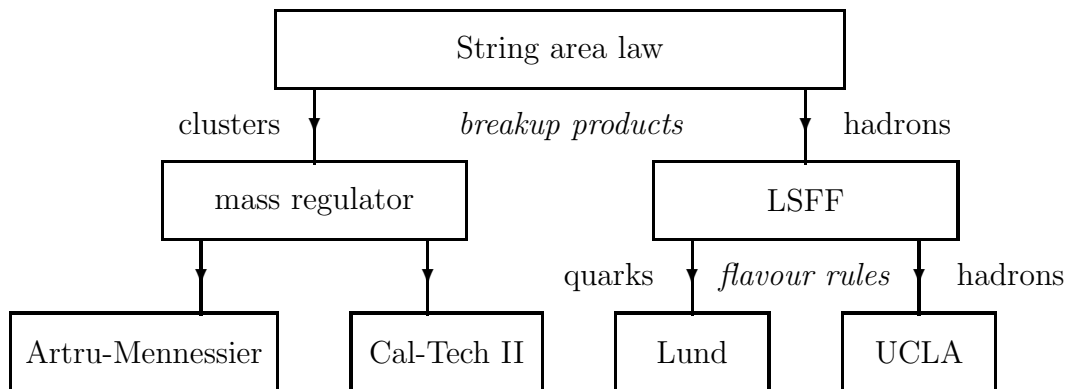 String area law
clusters breakup products hadrons
mass regulator LSFF
quarks flavour rules hadrons
Artru-Mennessier Cal-Tech II Lund UCLA